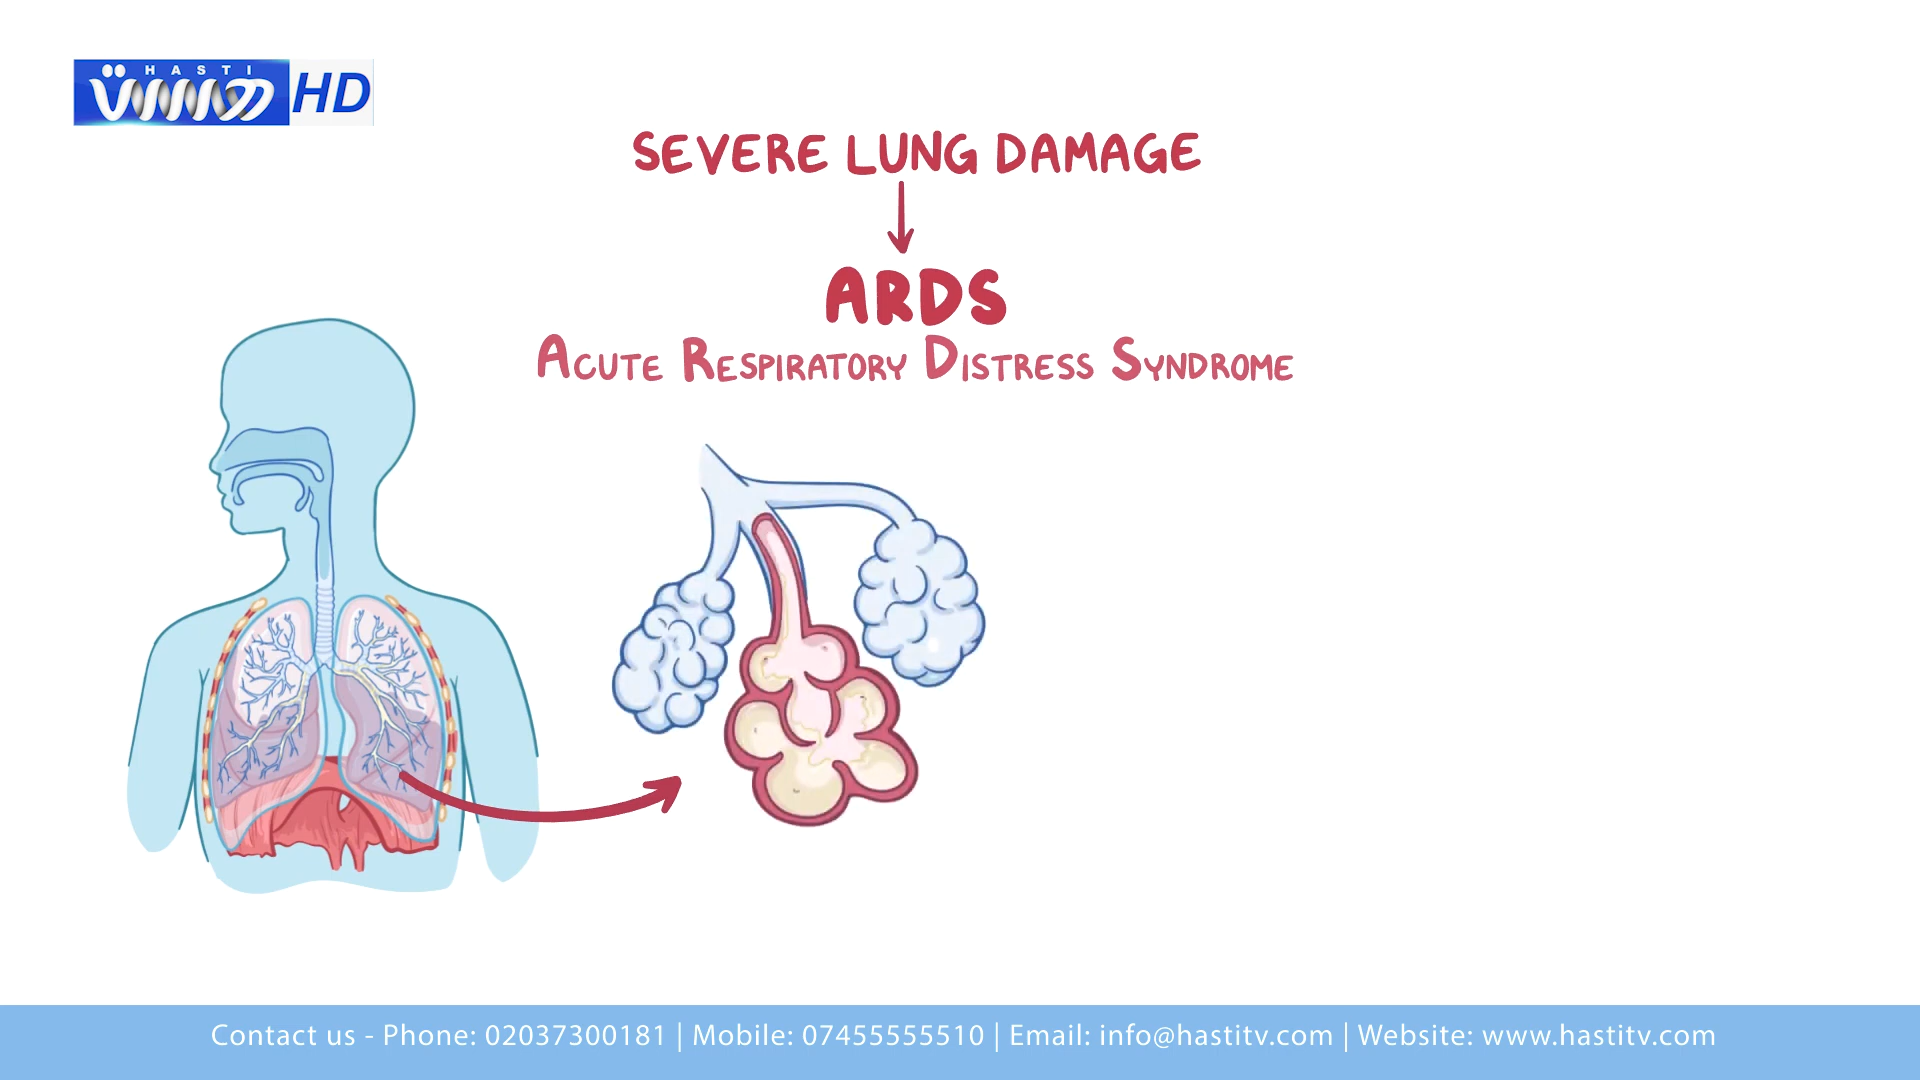 HASTI
هستی HD
SEVERE LUNG DAMAGE
ARDS
ACUTE RESPIRATORY DISTRESS SYNDROME
Contact us - Phone: 02037300181 | Mobile: 07455555510 | Email: info@hastitv.com | Website: www.hastitv.com